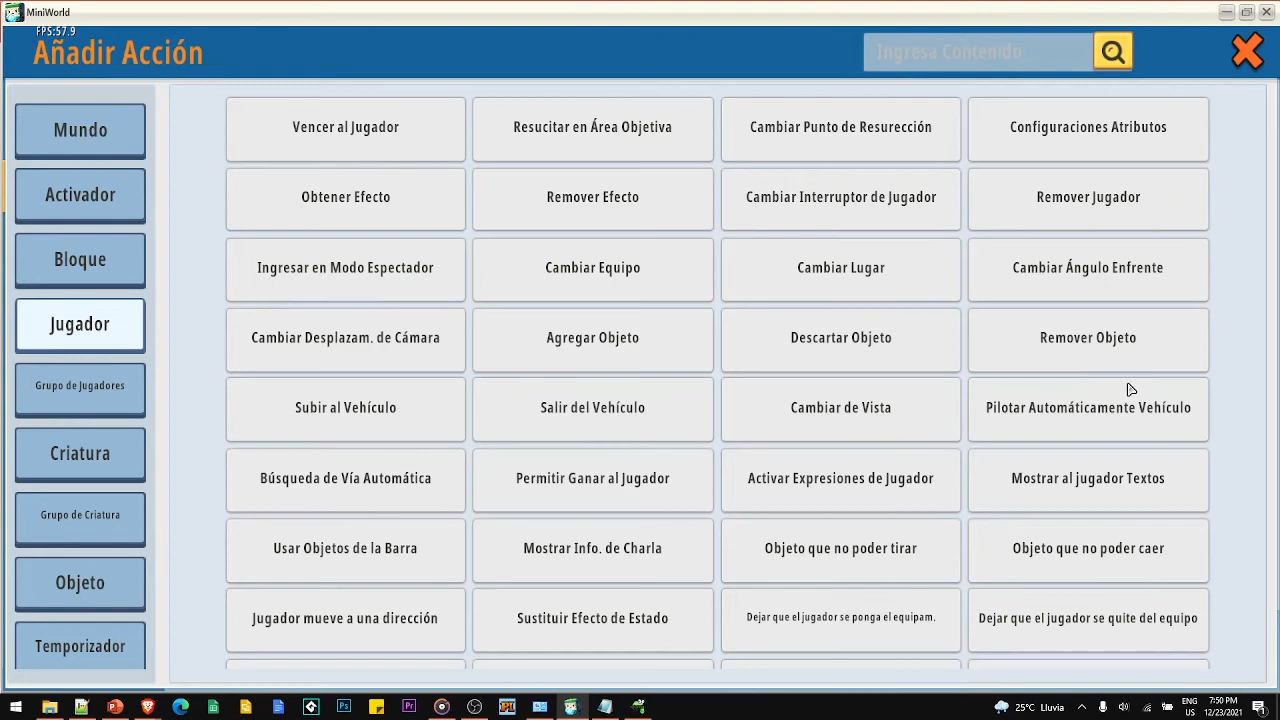 MiniWorld
FPS:57.9
Añadir Acción
Ingresa Contenido
Mundo
Activador
Bloque
Jugador
Grupo de Jugadores
Criatura
Grupo de Criatura
Objeto
Temporizador
Vencer al Jugador
Resucitar en Área Objetiva
Cambiar Punto de Resurección
Configuraciones Atributos
Obtener Efecto
Remover Efecto
Cambiar Interruptor de Jugador
Remover Jugador
Ingresar en Modo Espectador
Cambiar Equipo
Cambiar Lugar
Cambiar Ángulo Enfrente
Cambiar Desplazam. de Cámara
Agregar Objeto
Descartar Objeto
Remover Objeto
Subir al Vehículo
Salir del Vehículo
Cambiar de Vista
Pilotar Automáticamente Vehículo
Búsqueda de Vía Automática
Permitir Ganar al Jugador
Activar Expresiones de Jugador
Mostrar al jugador Textos
Usar Objetos de la Barra
Mostrar Info. de Charla
Objeto que no poder tirar
Objeto que no poder caer
Jugador mueve a una dirección
Sustituir Efecto de Estado
Dejar que el jugador se ponga el equipam.
Dejar que el jugador se quite del equipo
Ps
Pr
25°C Lluvia
ENG
US
7:50 PM
12/23/2021